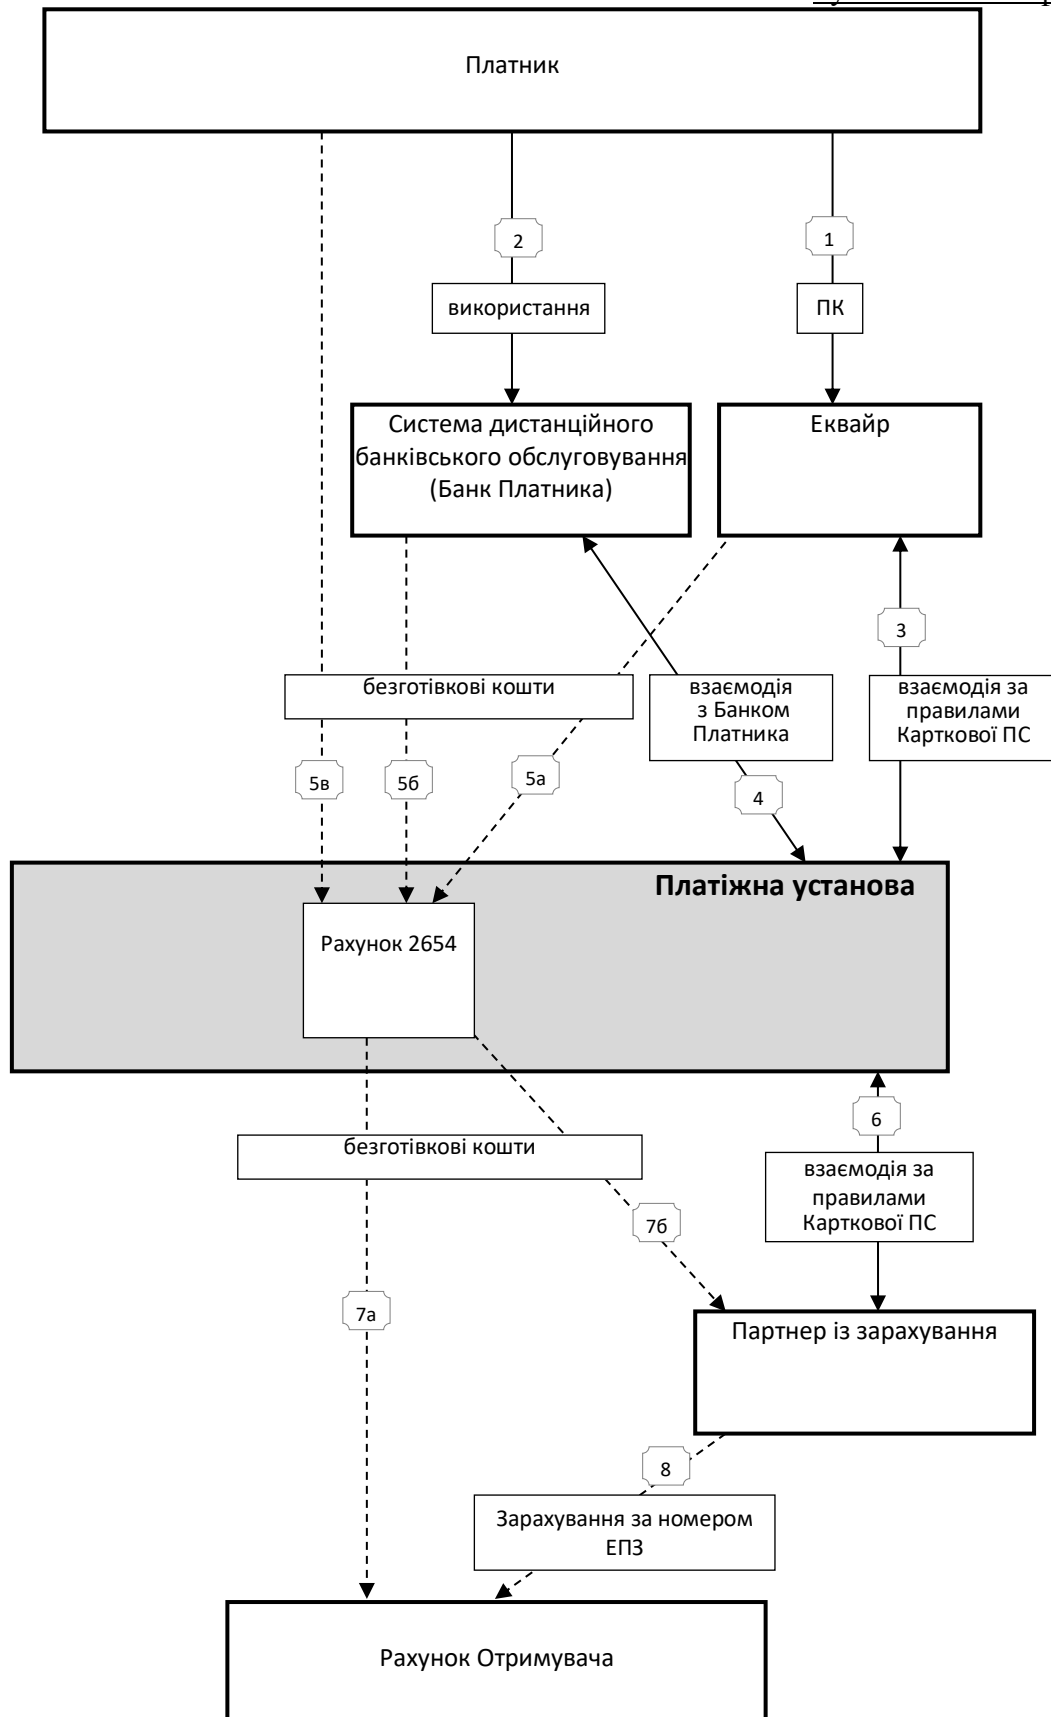 Платник
2
1
використання
ПК
Система дистанційного
банківського обслуговування
(Банк Платника)
Еквайр
3
безготівкові кошти
взаємодія
з Банком
Платника
взаємодія за
правилами
Карткової ПС
5в
5б
5а
4
Платіжна установа
Рахунок 2654
6
безготівкові кошти
взаємодія за
правилами
Карткової ПС
7б
7а
Партнер із зарахування
8
Зарахування за номером
ЕПЗ
Рахунок Отримувача